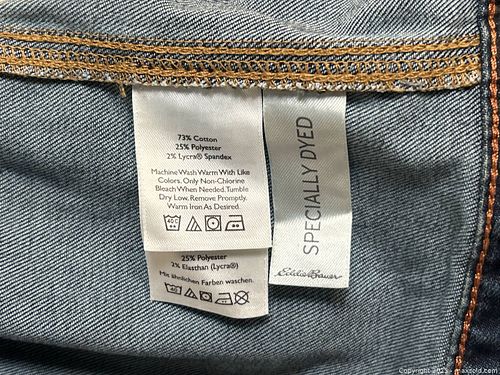 73% Cotton
25% Polyester
2% Lycra® Spandex
Machine Wash Warm With Like
Colors. Only Non-Chlorine
Bleach When Needed. Tumble
Dry Low. Remove Promptly.
Warm Iron As Desired.
40C
25% Polyester
2% Elasthan (Lycra®)
Mit ähnlichen Farben waschen.
40
SPECIALLY DYED
Eddie Bauer